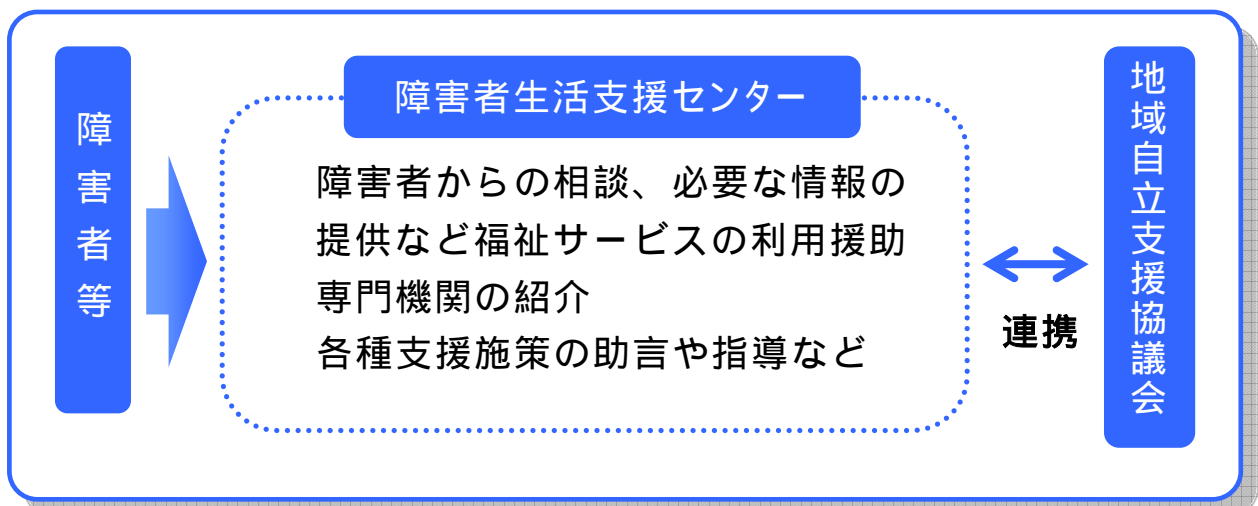 障害者等
障害者生活支援センター
障害者からの相談、必要な情報の
提供など福祉サービスの利用援助
専門機関の紹介
各種支援施策の助言や指導など
連携
地域自立支援協議会